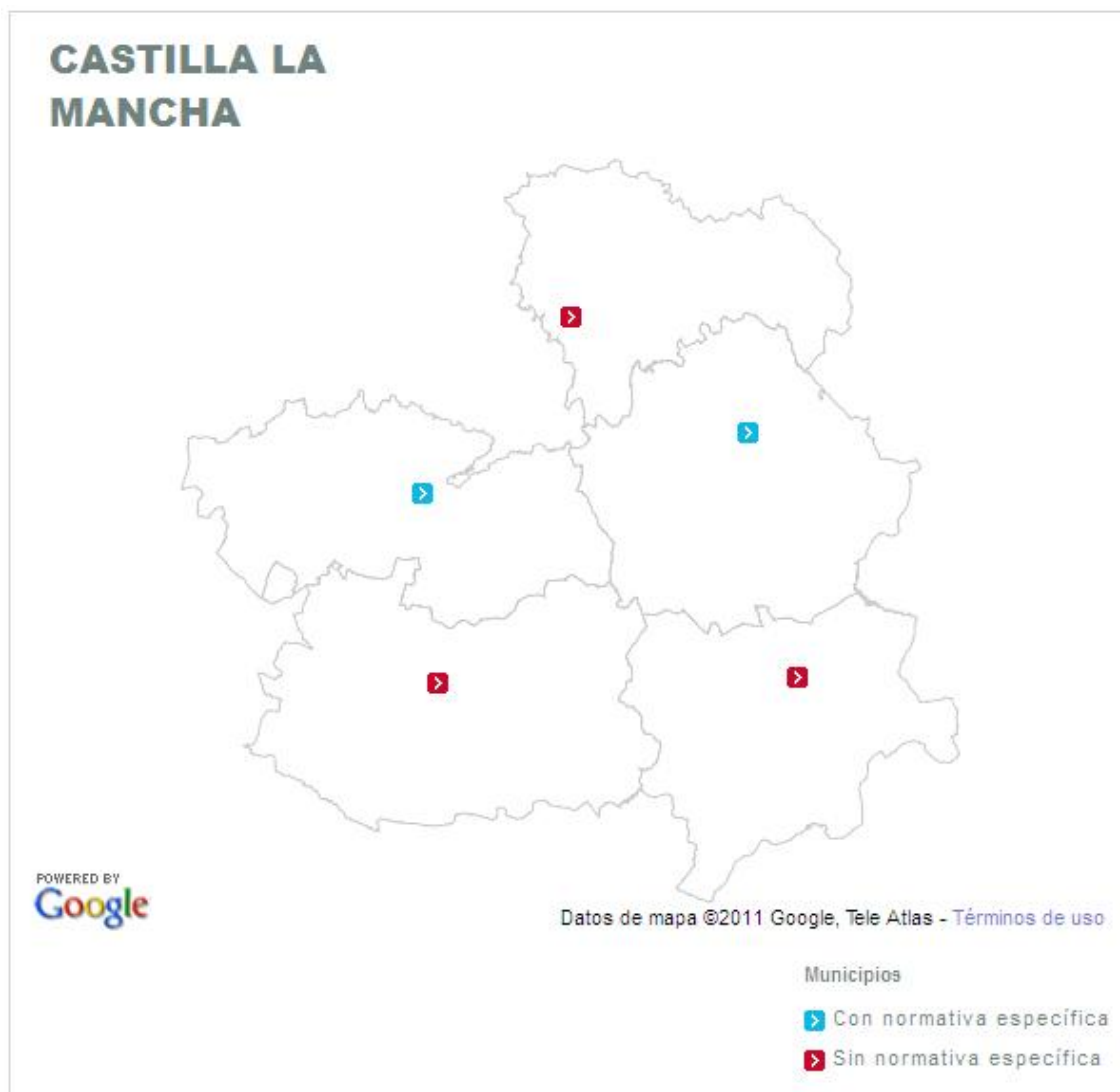 CASTILLA LA
MANCHA
POWERED BY
Google
Datos de mapa ©2011 Google, Tele Atlas - Términos de uso
Municipios
Con normativa específica
Sin normativa específica